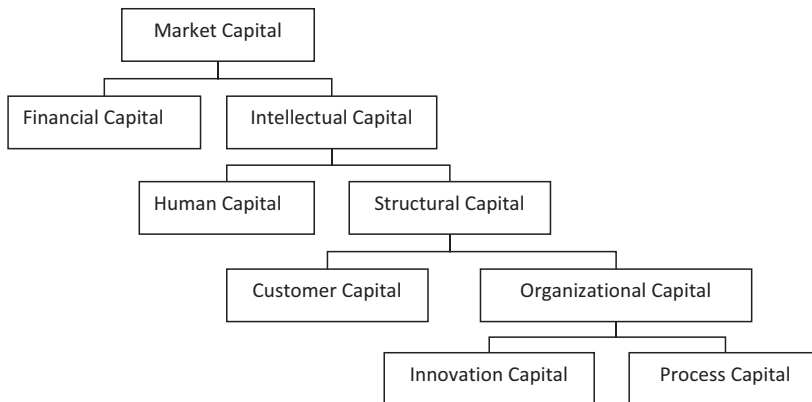 Market Capital
Financial Capital
Intellectual Capital
Human Capital
Structural Capital
Customer Capital
Organizational Capital
Innovation Capital
Process Capital